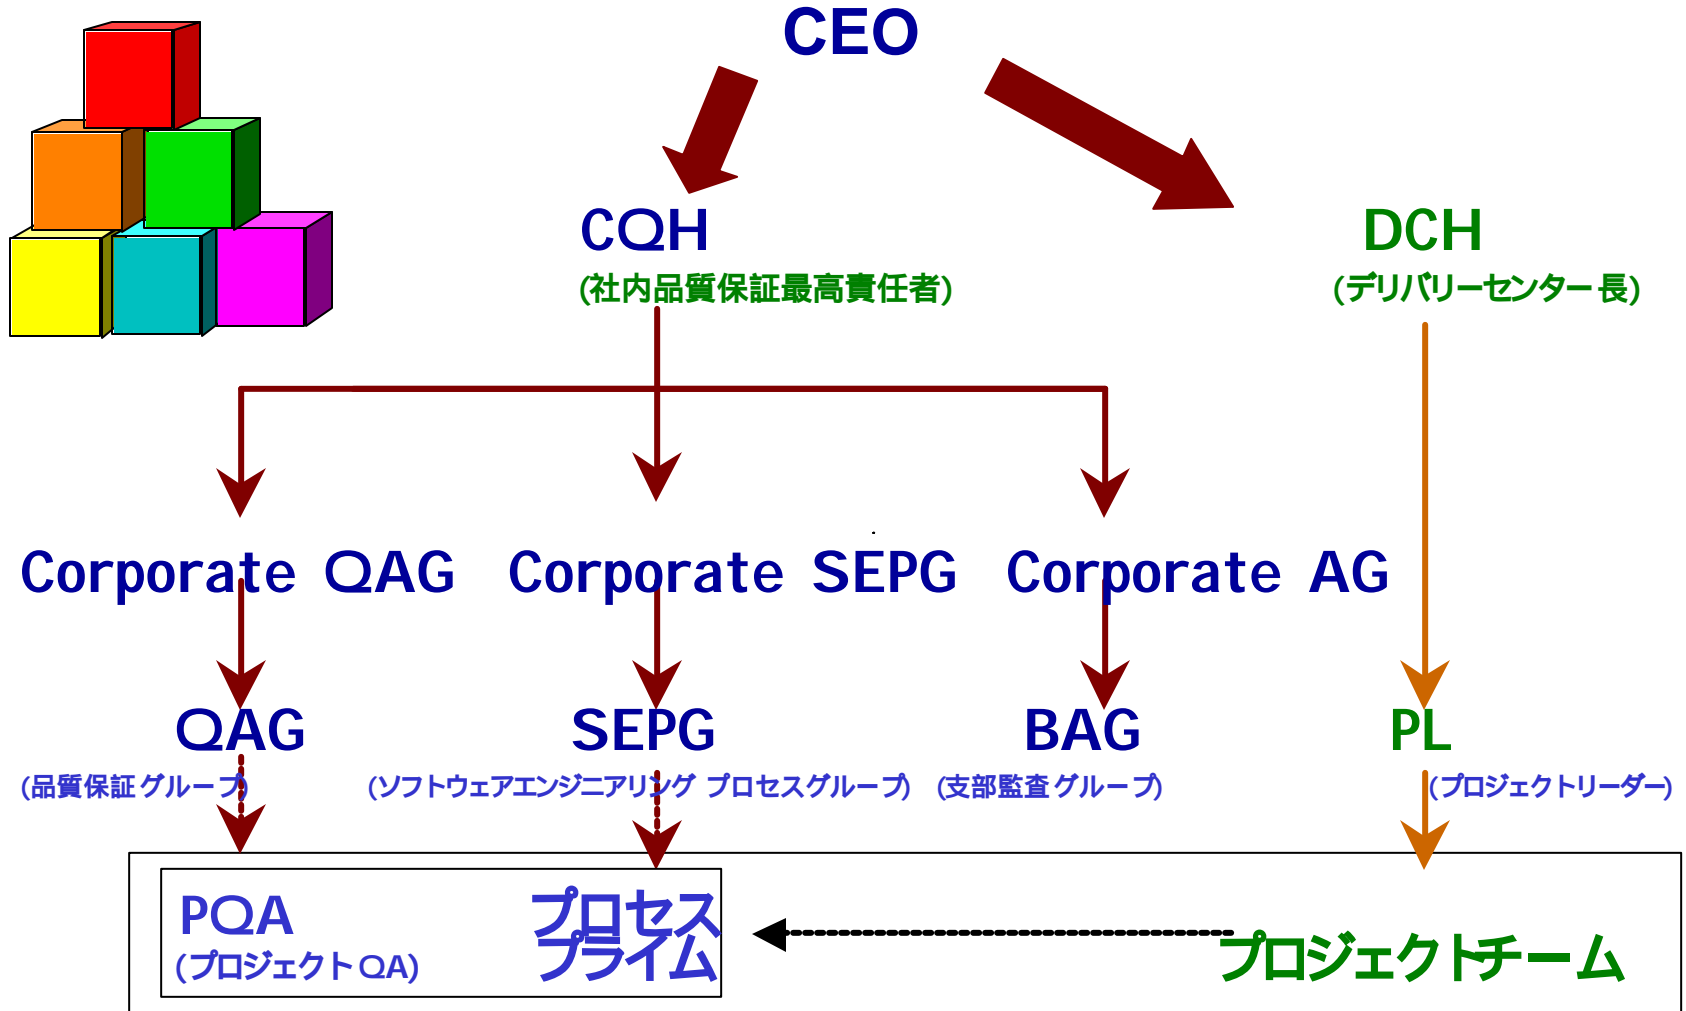 CEO
CQH
DCH
(社内品質保証最高責任者)
(デリバリーセンター長)
Corporate QAG
Corporate SEPG
Corporate AG
QAG
SEPG
BAG
PL
(品質保証グループ)
(ソフトウェアエンジニアリング プロセスグループ)
(支部監査グループ)
(プロジェクトリーダー)
PQA
(プロジェクトQA)
プロセス
プライム
プロジェクトチーム